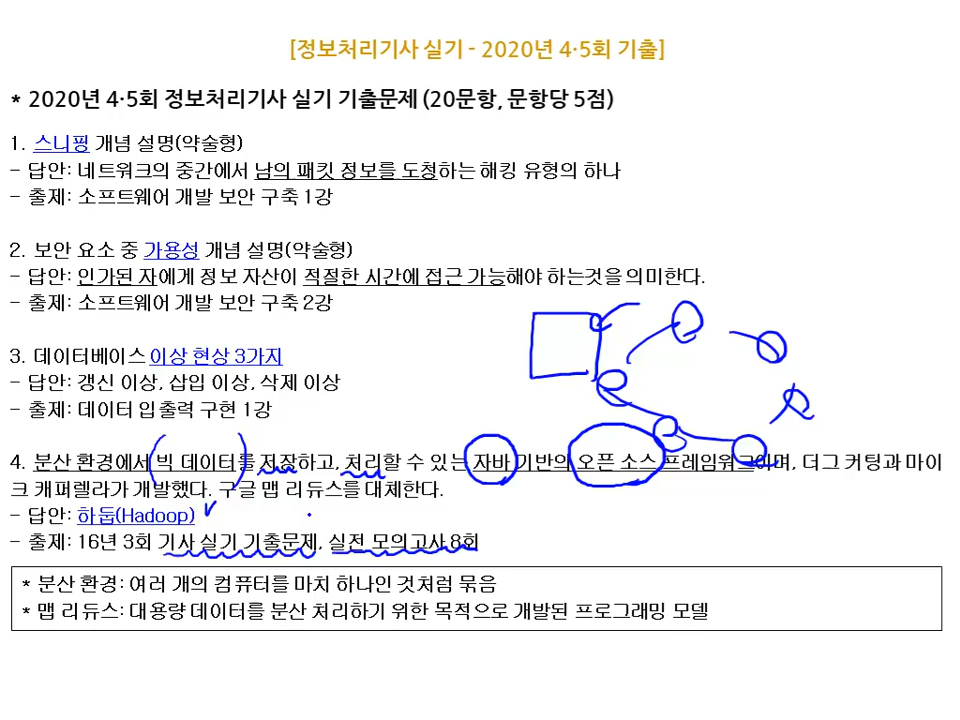 [정보처리기사 실기 - 2020년 4·5회 기출]
* 2020년 4·5회 정보처리기사 실기 기출문제 (20문항, 문항당 5점)
1. 스니핑 개념 설명(약술형)
- 답안: 네트워크의 중간에서 남의 패킷 정보를 도청하는 해킹 유형의 하나
- 출제: 소프트웨어 개발 보안 구축 1강
2. 보안 요소 중 가용성 개념 설명(약술형)
- 답안: 인가된 자에게 정보 자산이 적절한 시간에 접근 가능해야 하는것을 의미한다.
- 출제: 소프트웨어 개발 보안 구축 2강
3. 데이터베이스 이상 현상 3가지
- 답안: 갱신 이상, 삽입 이상, 삭제 이상
- 출제: 데이터 입출력 구현 1강
4. 분산 환경에서 빅 데이터를 저장하고, 처리할 수 있는 자바 기반의 오픈 소스 프레임워크이며, 더그 커팅과 마이
크 캐퍼렐라가 개발했다. 구글 맵 리듀스를 대체한다.
- 답안: 하둡(Hadoop)
- 출제: 16년 3회 기사 실기 기출문제, 실전 모의고사 8회
* 분산 환경: 여러 개의 컴퓨터를 마치 하나인 것처럼 묶음
* 맵 리듀스: 대용량 데이터를 분산 처리하기 위한 목적으로 개발된 프로그래밍 모델